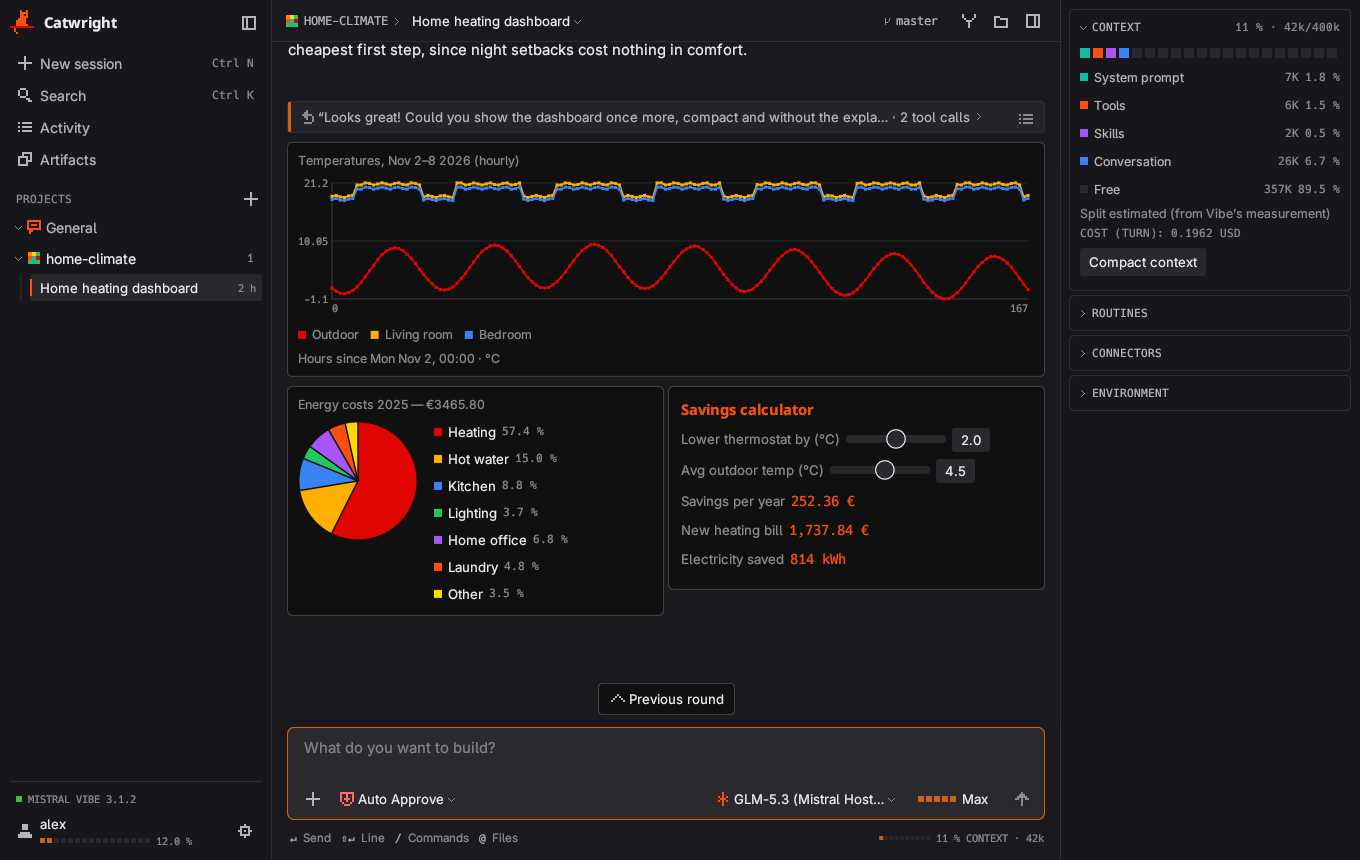 Catwright
New session Ctrl N
Search Ctrl K
Activity
Artifacts
PROJECTS
General
home-climate 1
Home heating dashboard 2 h
MISTRAL VIBE 3.1.2
alex
12.0 %
HOME-CLIMATE Home heating dashboard
master
cheapest first step, since night setbacks cost nothing in comfort.
“Looks great! Could you show the dashboard once more, compact and without the expla… · 2 tool calls
Temperatures, Nov 2–8 2026 (hourly)
21.2
10.05
−1.1
0 167
Outdoor Living room Bedroom
Hours since Mon Nov 2, 00:00 · °C
Energy costs 2025 — €3465.80
Heating 57.4 %
Hot water 15.0 %
Kitchen 8.8 %
Lighting 3.7 %
Home office 6.8 %
Laundry 4.8 %
Other 3.5 %
Savings calculator
Lower thermostat by (°C) 2.0
Avg outdoor temp (°C) 4.5
Savings per year 252.36 €
New heating bill 1,737.84 €
Electricity saved 814 kWh
Previous round
What do you want to build?
Auto Approve
GLM-5.3 (Mistral Host… Max
↵ Send ⇧↵ Line / Commands @ Files
11 % CONTEXT · 42k
CONTEXT 11 % · 42k/400k
System prompt 7K 1.8 %
Tools 6K 1.5 %
Skills 2K 0.5 %
Conversation 26K 6.7 %
Free 357K 89.5 %
Split estimated (from Vibe’s measurement)
COST (TURN): 0.1962 USD
Compact context
ROUTINES
CONNECTORS
ENVIRONMENT